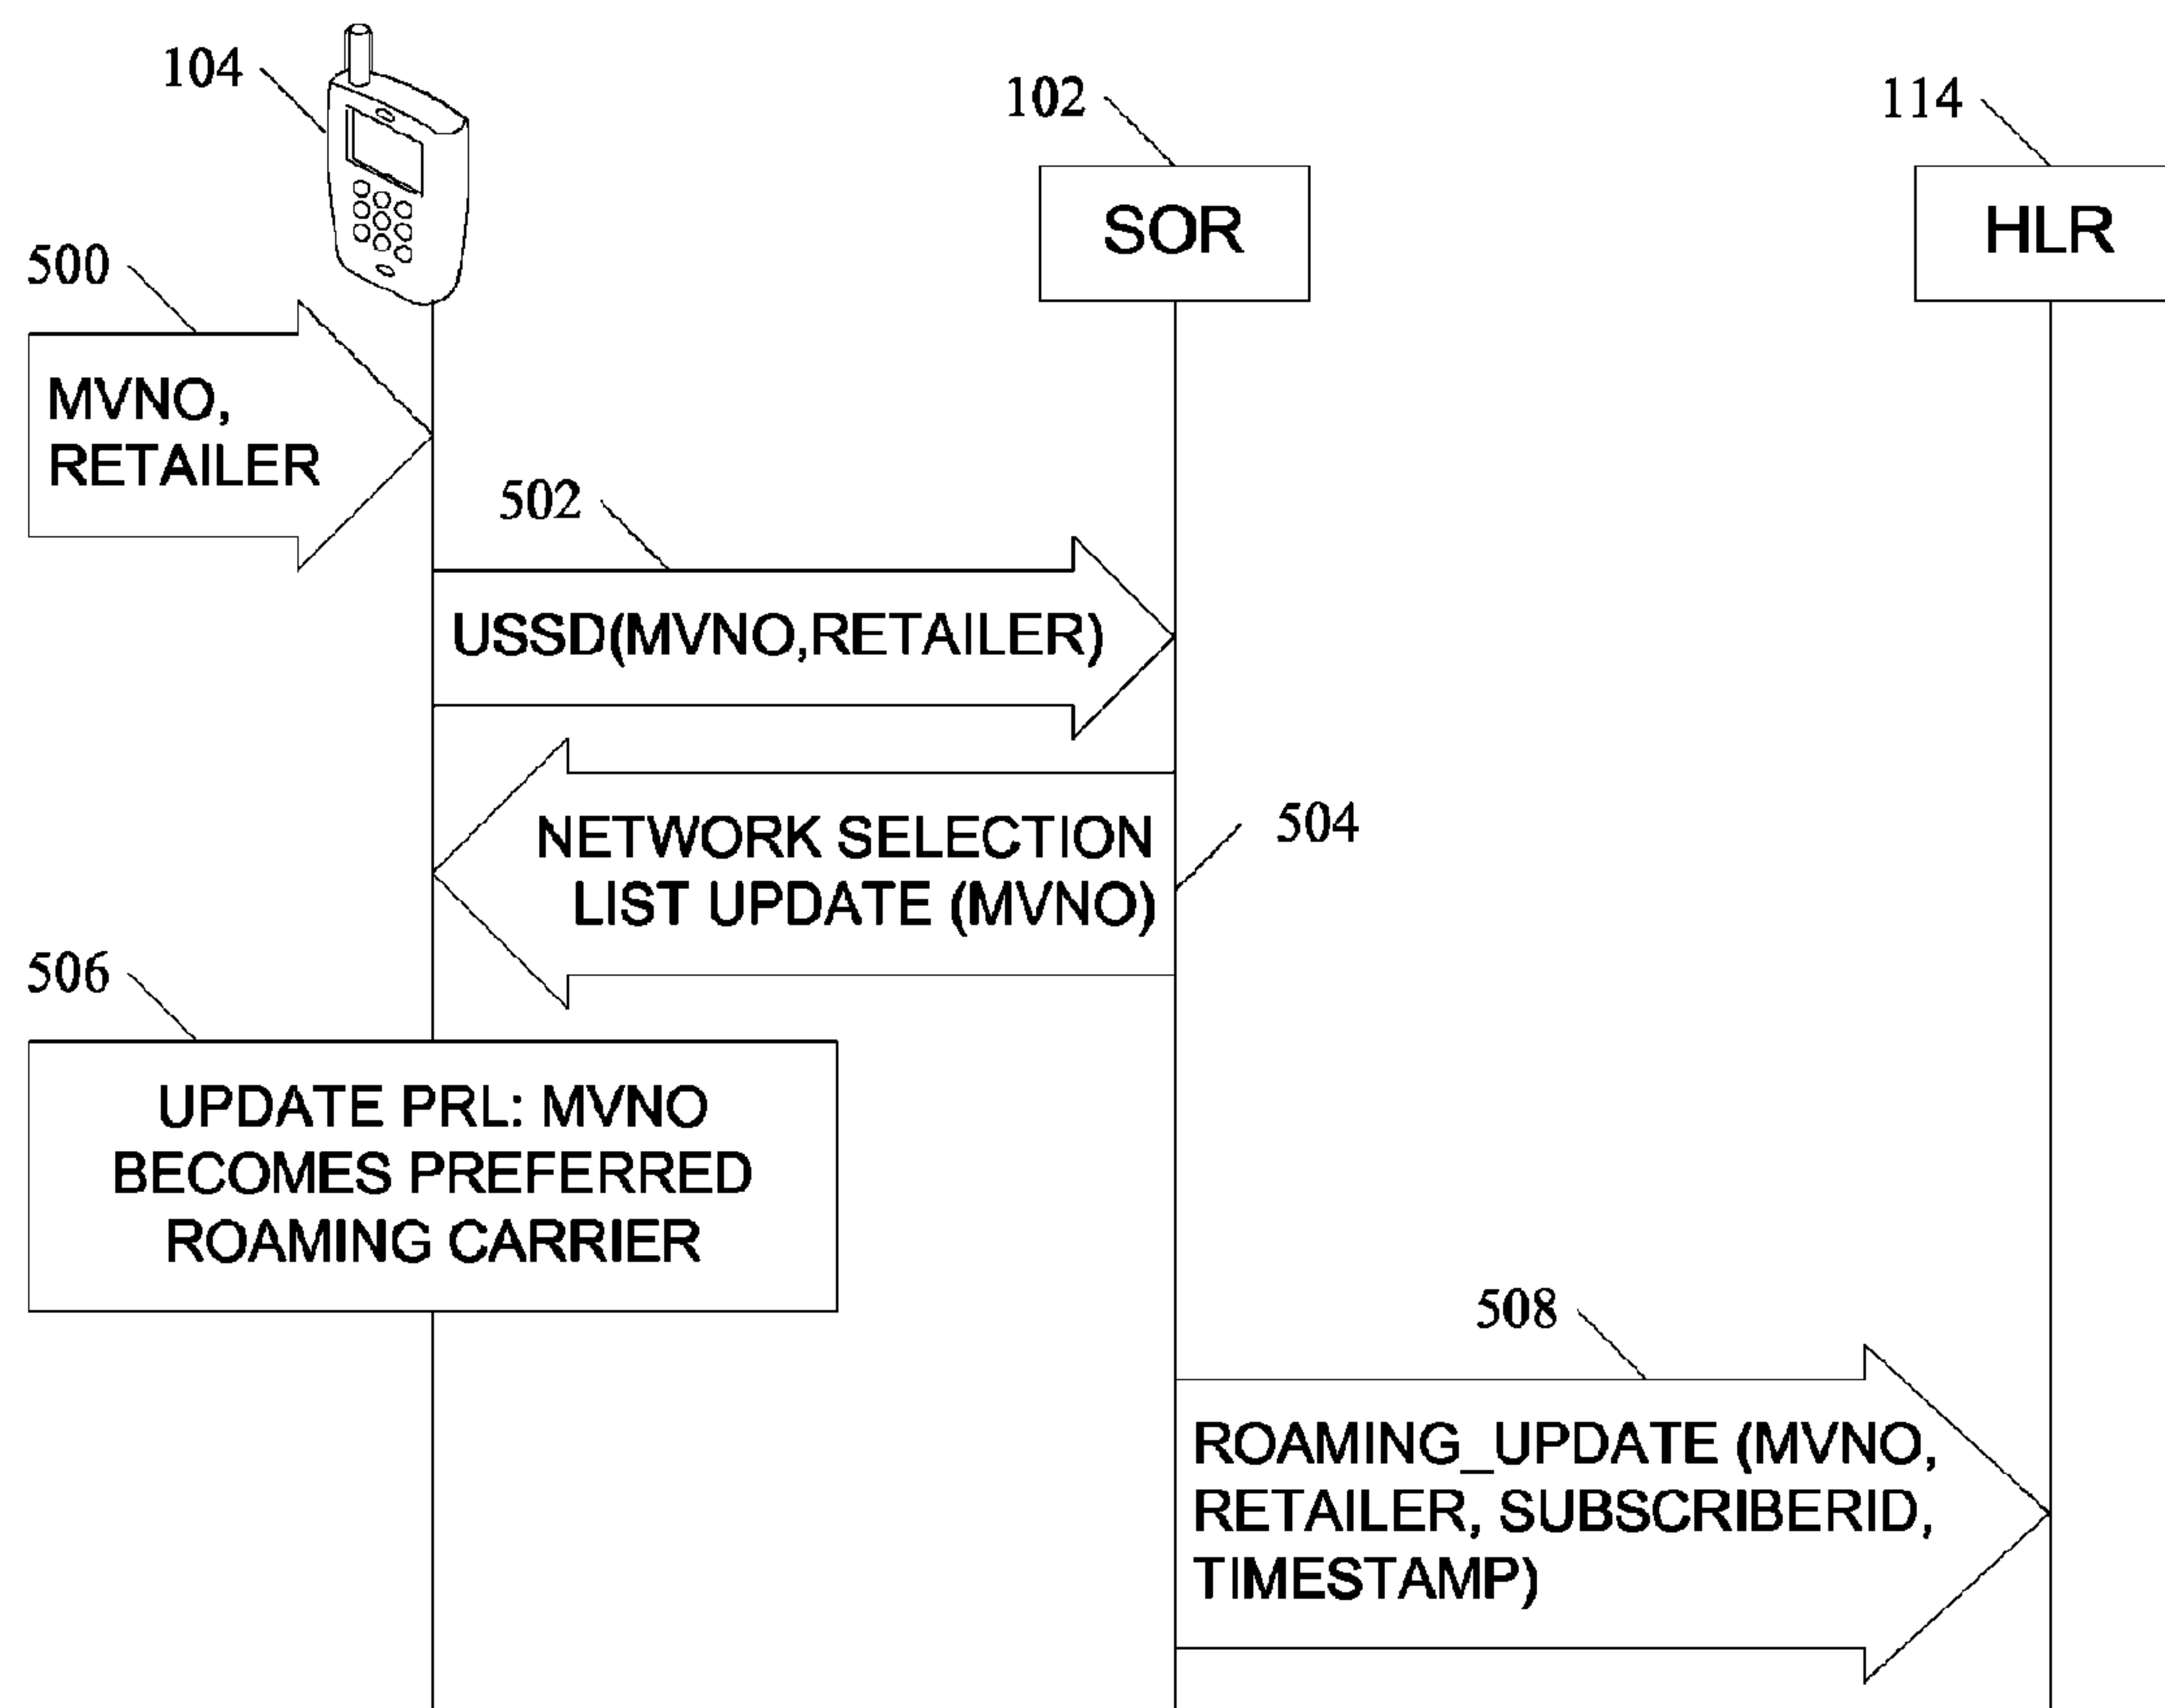 104
102
114
SOR
HLR
500
MVNO,
RETAILER
502
USSD(MVNO,RETAILER)
NETWORK SELECTION
LIST UPDATE (MVNO)
504
506
UPDATE PRL: MVNO
BECOMES PREFERRED
ROAMING CARRIER
508
ROAMING_UPDATE (MVNO,
RETAILER, SUBSCRIBERID,
TIMESTAMP)